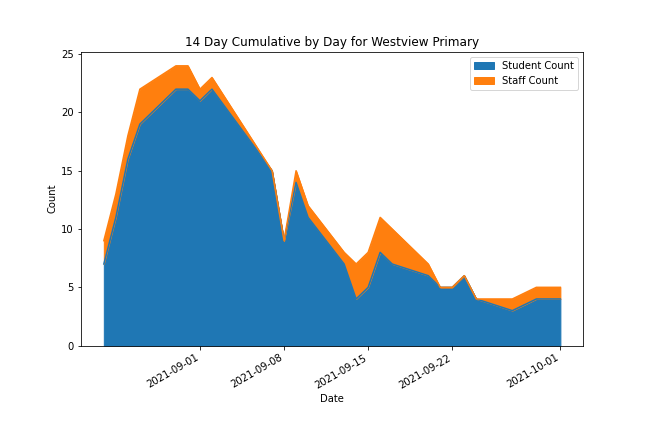 14 Day Cumulative by Day for Westview Primary
Student Count
Staff Count
Count
25
20
15
10
5
0
2021-09-01
2021-09-08
2021-09-15
2021-09-22
2021-10-01
Date